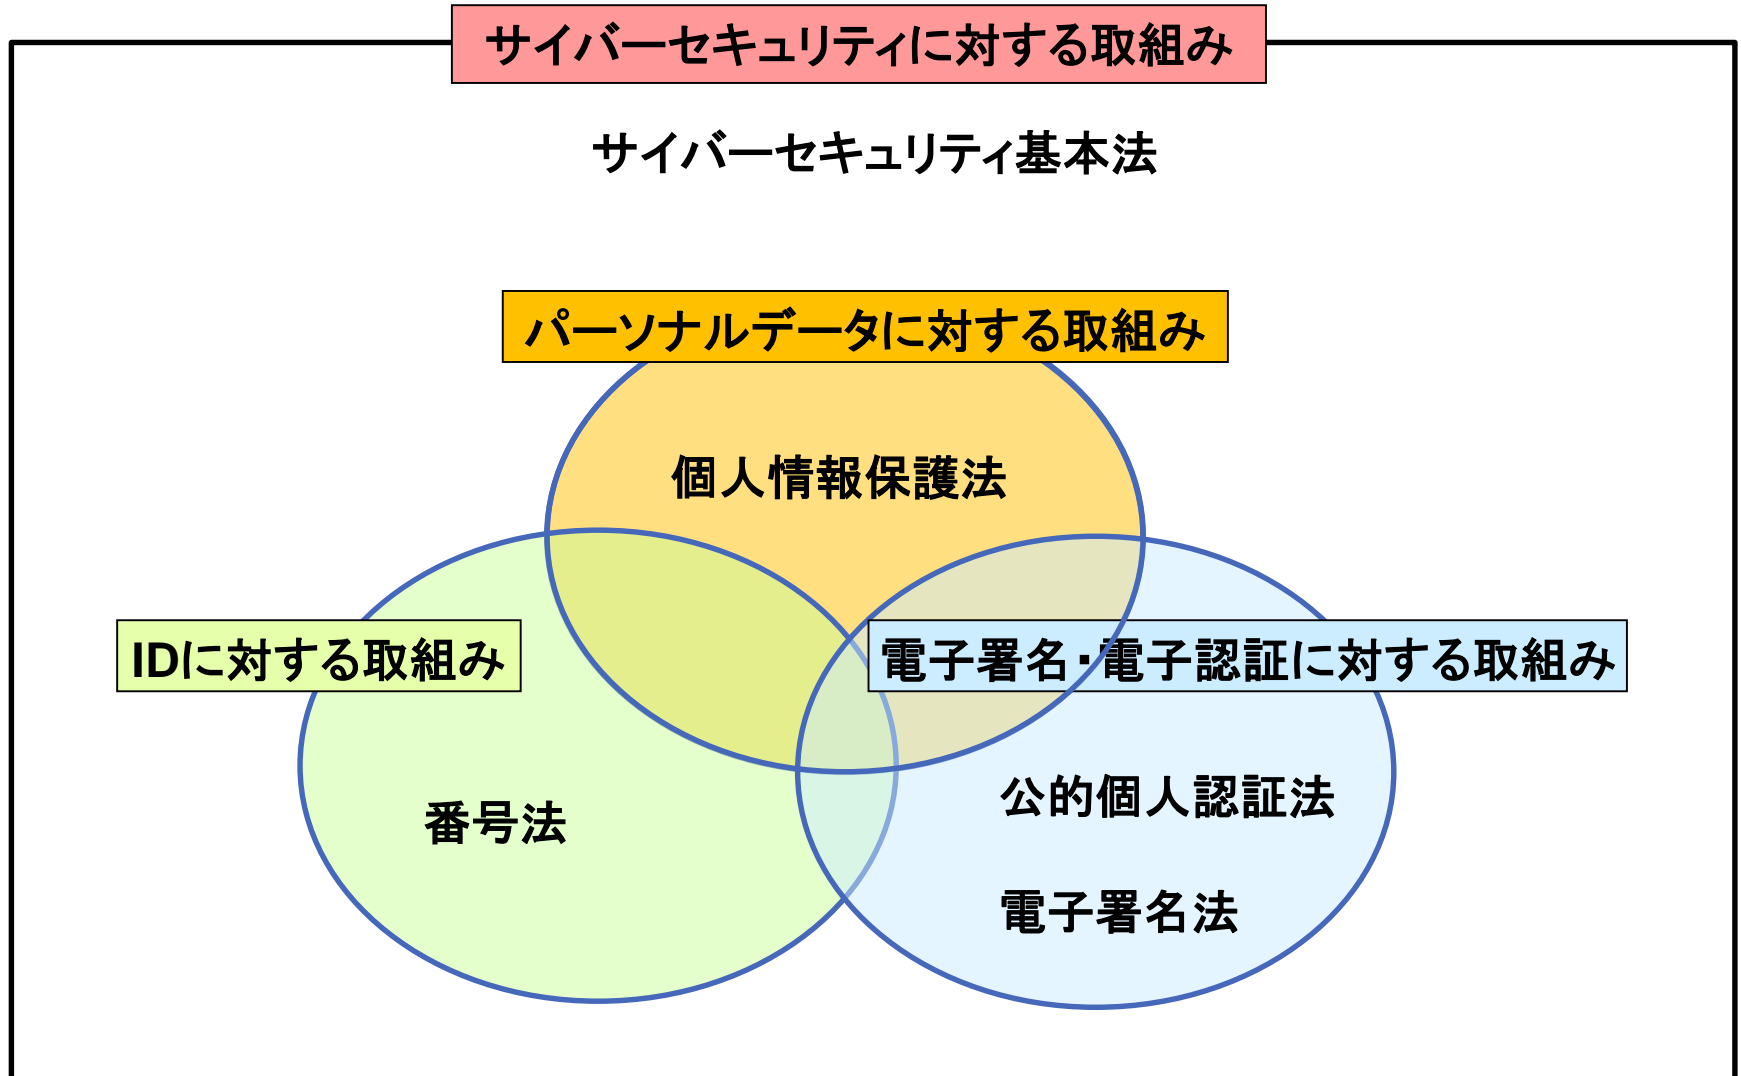 サイバーセキュリティに対する取組み
サイバーセキュリティ基本法
パーソナルデータに対する取組み
個人情報保護法
IDに対する取組み
電子署名・電子認証に対する取組み
公的個人認証法
番号法
電子署名法